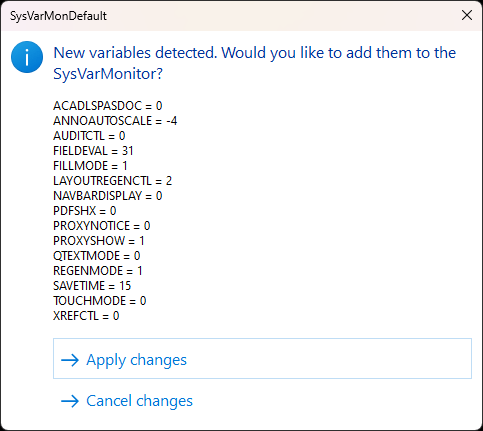 SysVarMonDefault
New variables detected. Would you like to add them to the
SysVarMonitor?
ACADLSPASDOC = 0
ANNOAUTOSCALE = -4
AUDITCTL = 0
FIELDEVAL = 31
FILLMODE = 1
LAYOUTREGENCTL = 2
NAVBARDISPLAY = 0
PDFSHX = 0
PROXYNOTICE = 0
PROXYSHOW = 1
QTEXTMODE = 0
REGENMODE = 1
SAVETIME = 15
TOUCHMODE = 0
XREFCTL = 0
Apply changes
Cancel changes